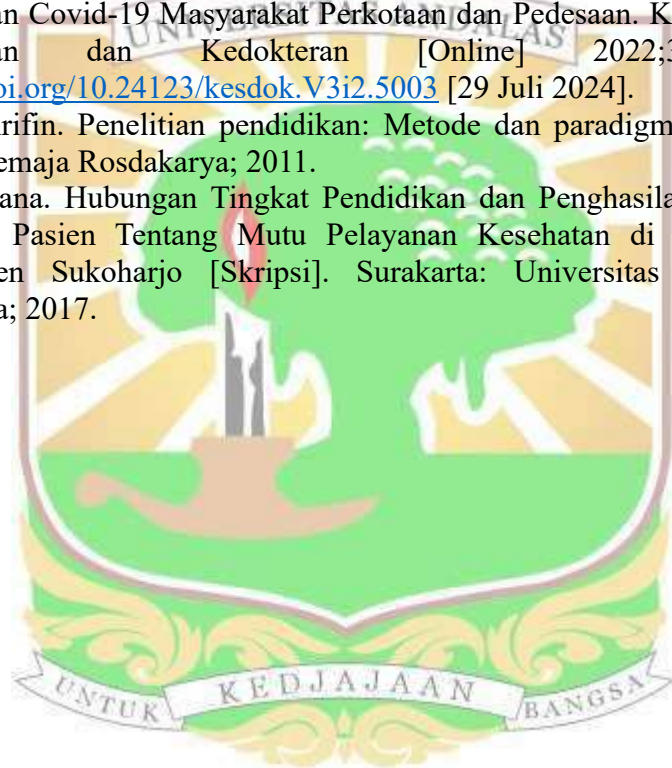 an Covid-19 Masyarakat Perkotaan dan Pedesaan. K
UNIVERSITAS ANDALAS
an dan Kedokteran [Online] 2022;3
oi.org/10.24123/kesdok.V3i2.5003 [29 Juli 2024].
rifin. Penelitian pendidikan: Metode dan paradigm
emaja Rosdakarya; 2011.
ana. Hubungan Tingkat Pendidikan dan Penghasila
Pasien Tentang Mutu Pelayanan Kesehatan di
en Sukoharjo [Skripsi]. Surakarta: Universitas
a; 2017.
UNTUK KEDJAJAAN BANGSA